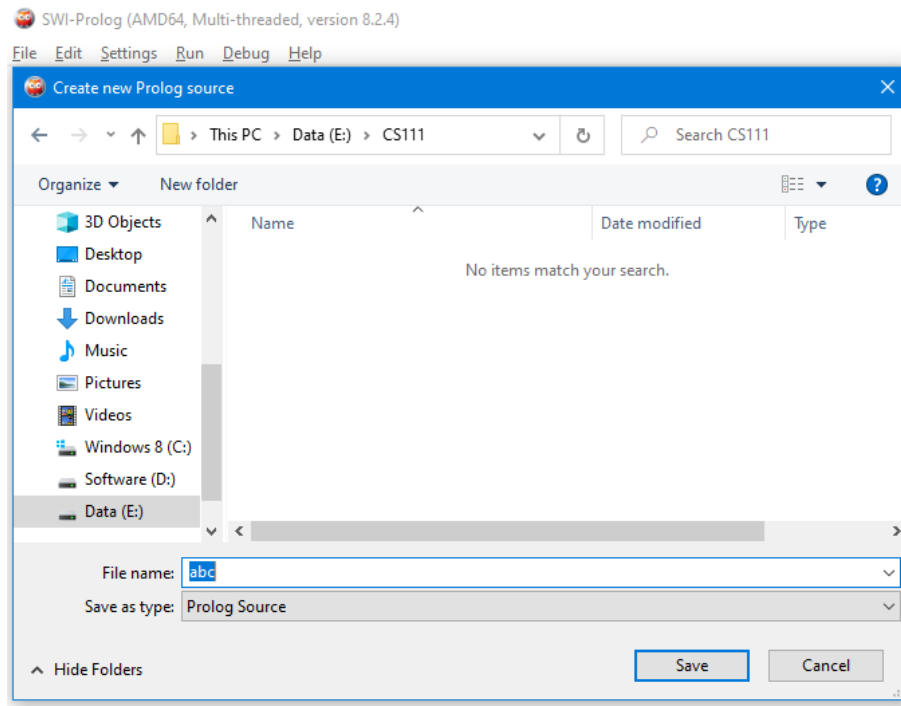 SWI-Prolog (AMD64, Multi-threaded, version 8.2.4)
File Edit Settings Run Debug Help
Create new Prolog source
This PC > Data (E:) > CS111
Search CS111
Organize New folder
Name Date modified Type
No items match your search.
3D Objects
Desktop
Documents
Downloads
Music
Pictures
Videos
Windows 8 (C:)
Software (D:)
Data (E:)
File name: abc
Save as type: Prolog Source
Hide Folders Save Cancel